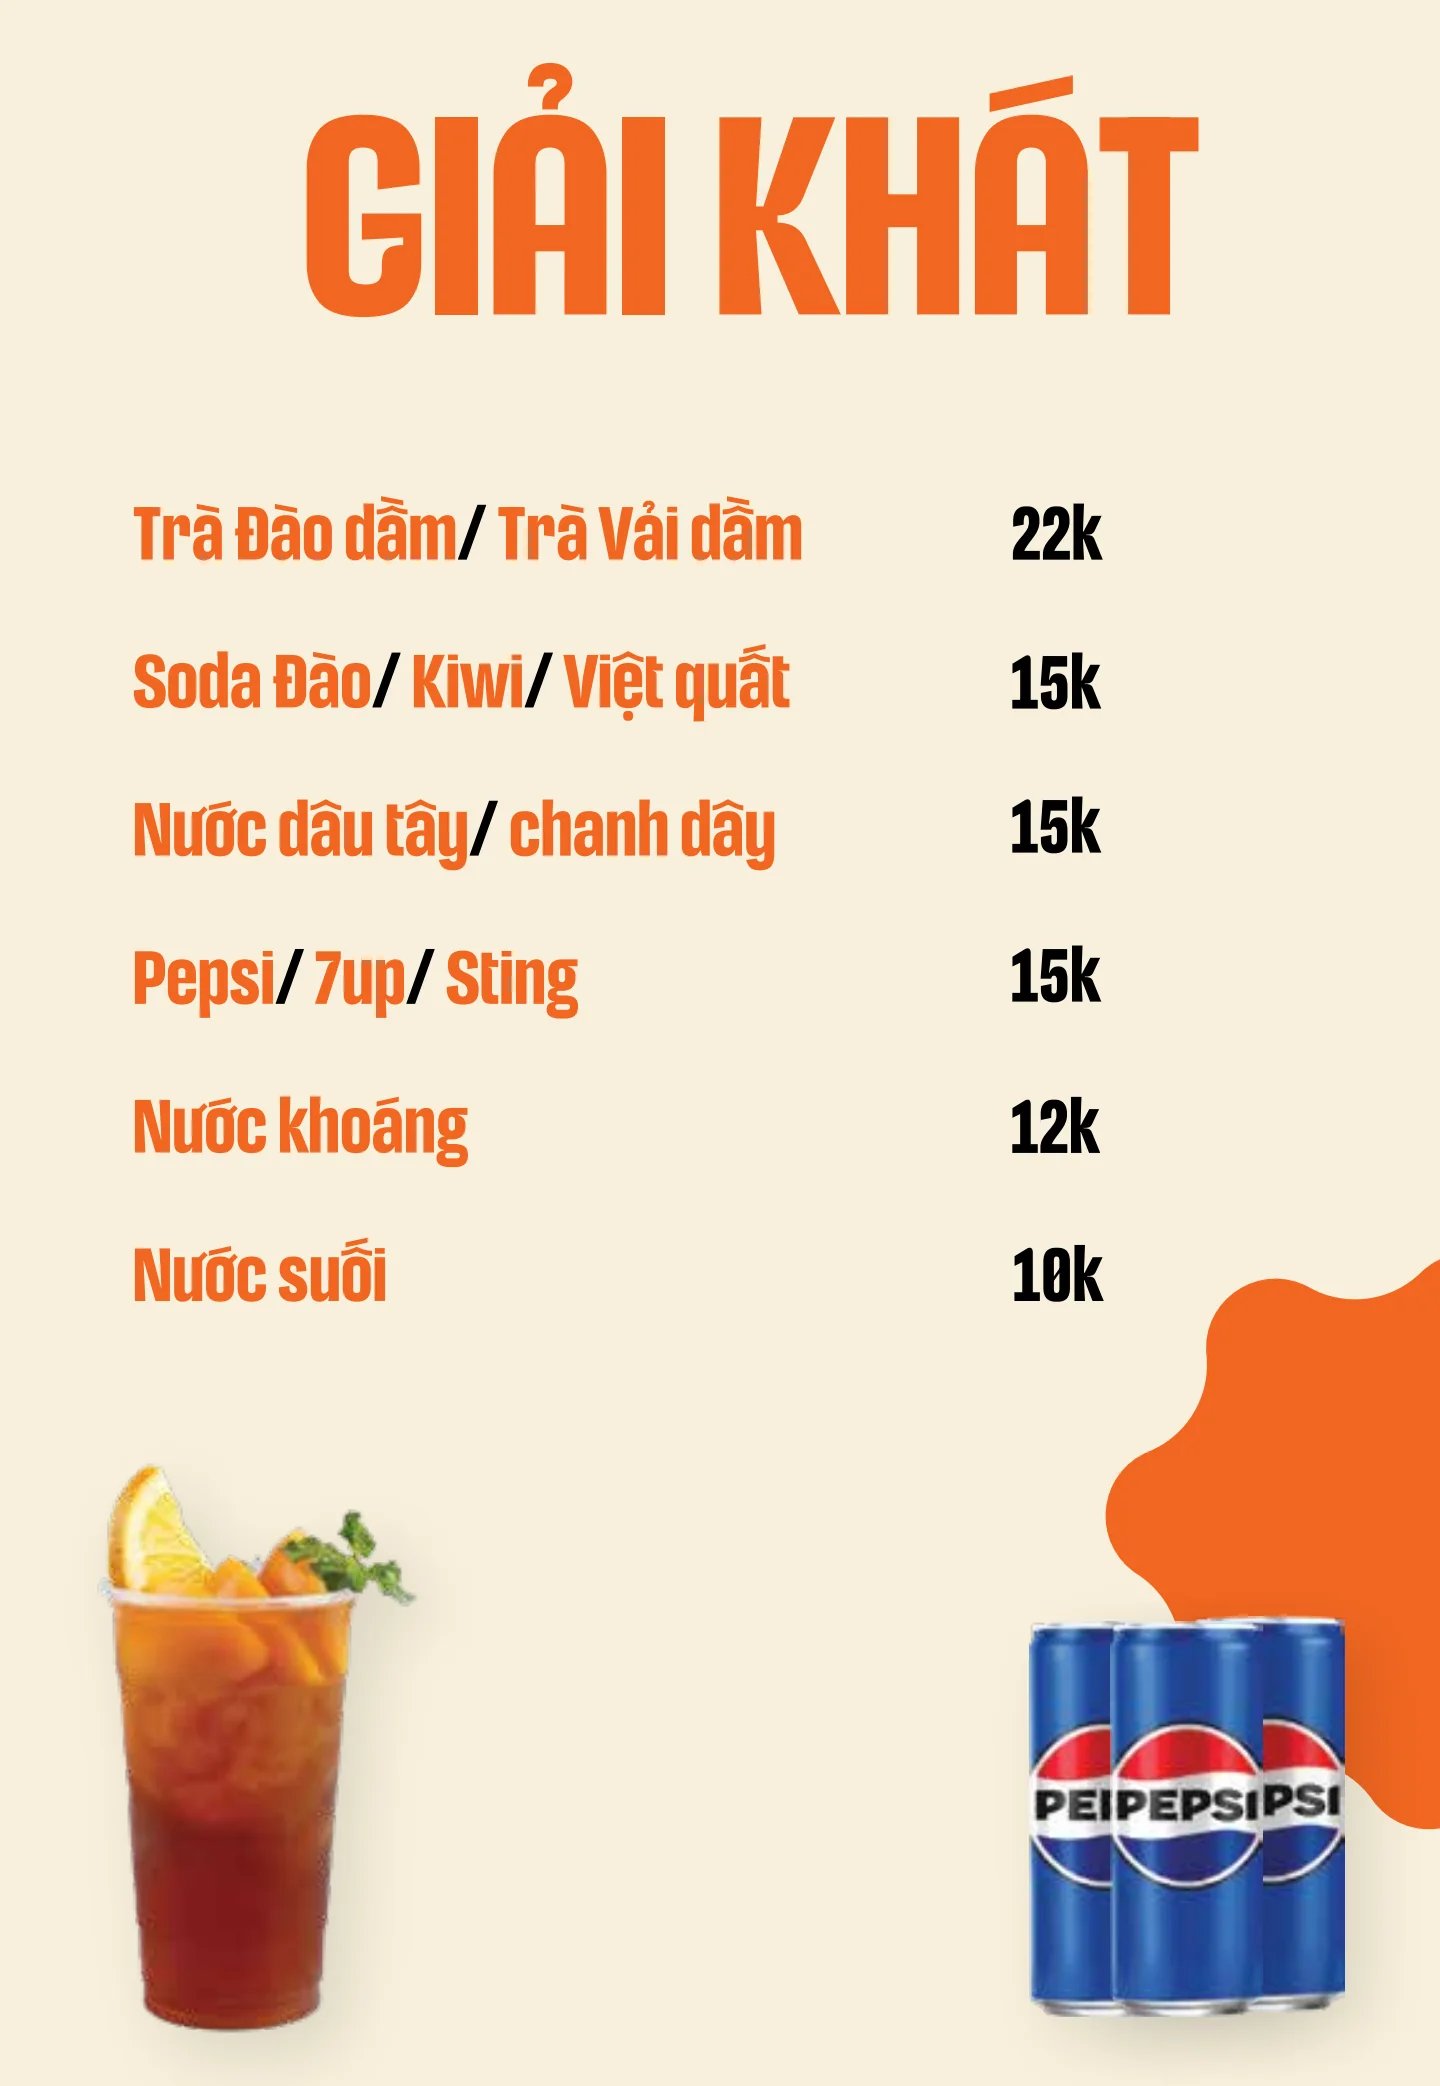 GIẢI KHÁT
Trà Đào dầm/ Trà Vải dầm 22k
Soda Đào/ Kiwi/ Việt quất 15k
Nước dâu tây/ chanh dây 15k
Pepsi/ 7up/ Sting 15k
Nước khoáng 12k
Nước suối 10k
PEPSI